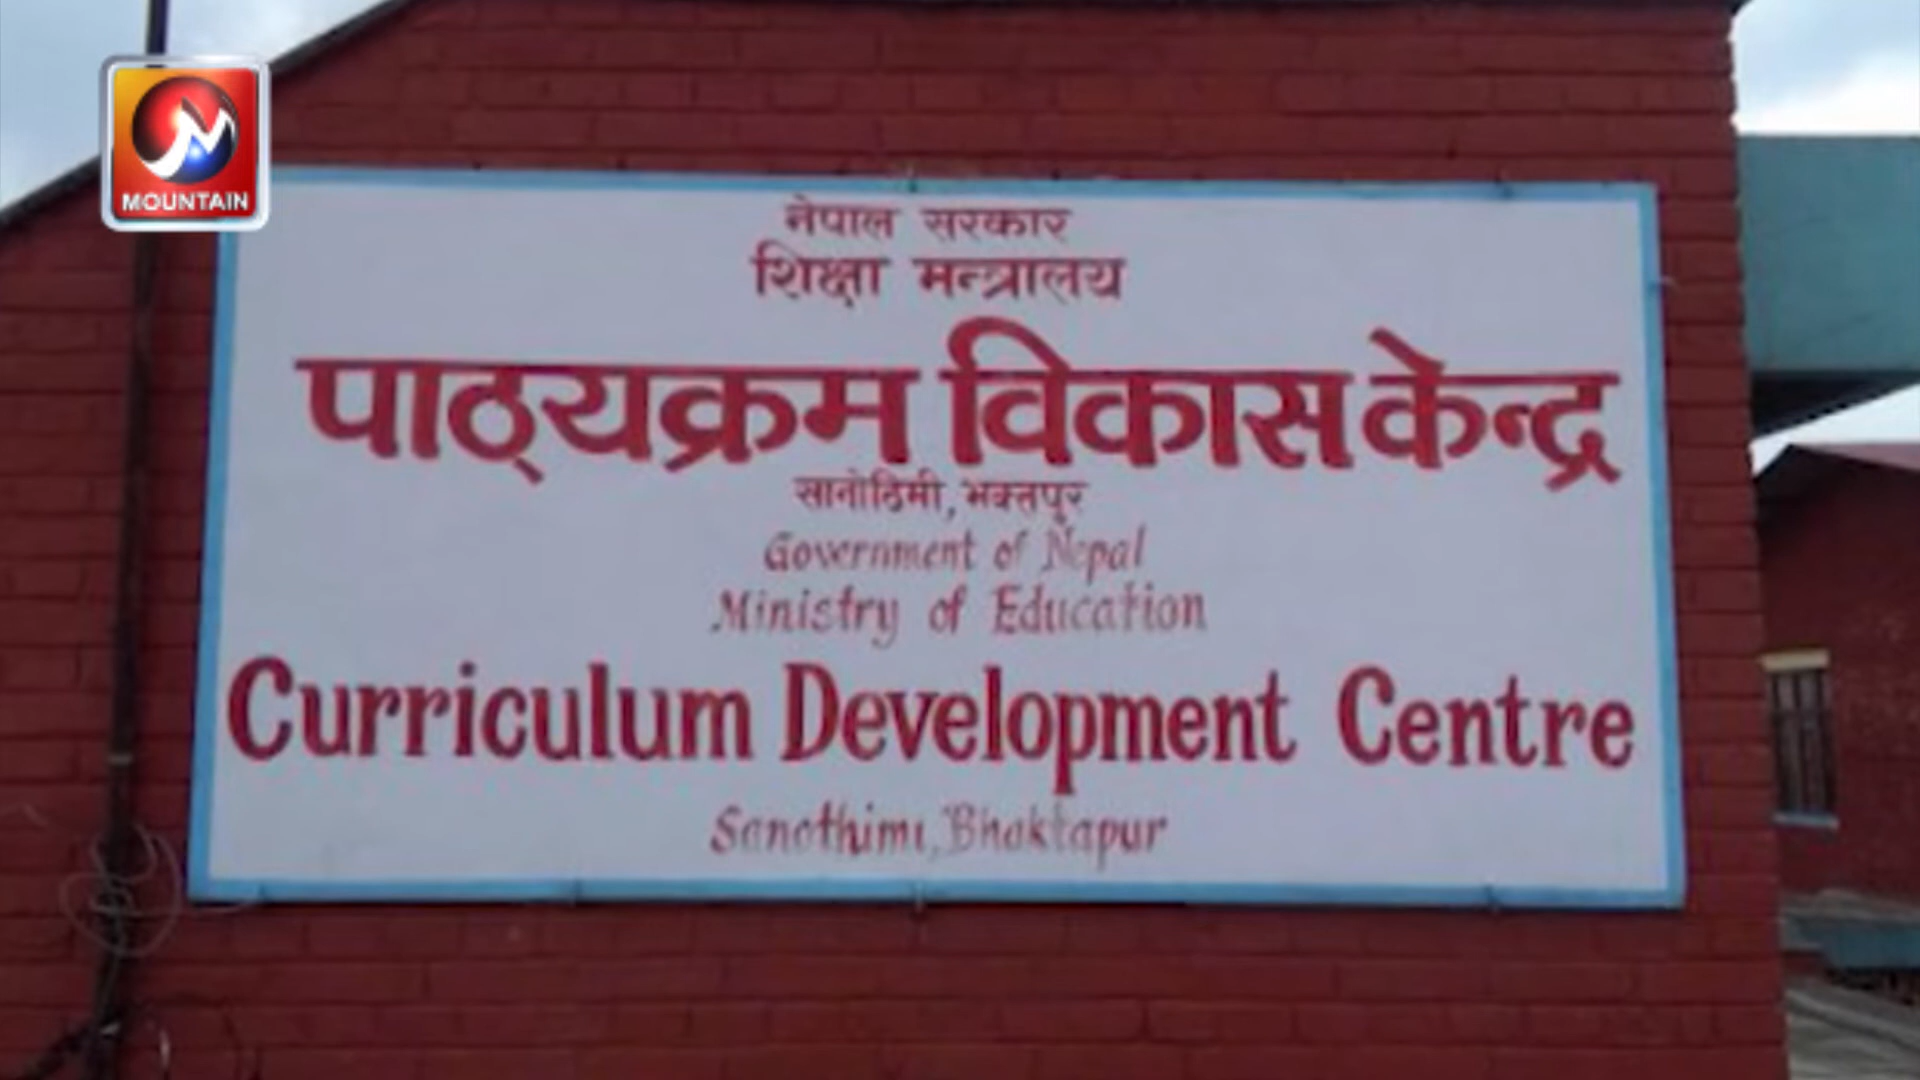 MOUNTAIN
नेपाल सरकार
शिक्षा मन्त्रालय
पाठ्यक्रम विकास केन्द्र
सानोठिमी, भक्तपुर
Government of Nepal
Ministry of Education
Curriculum Development Centre
Sanothimi, Bhaktapur